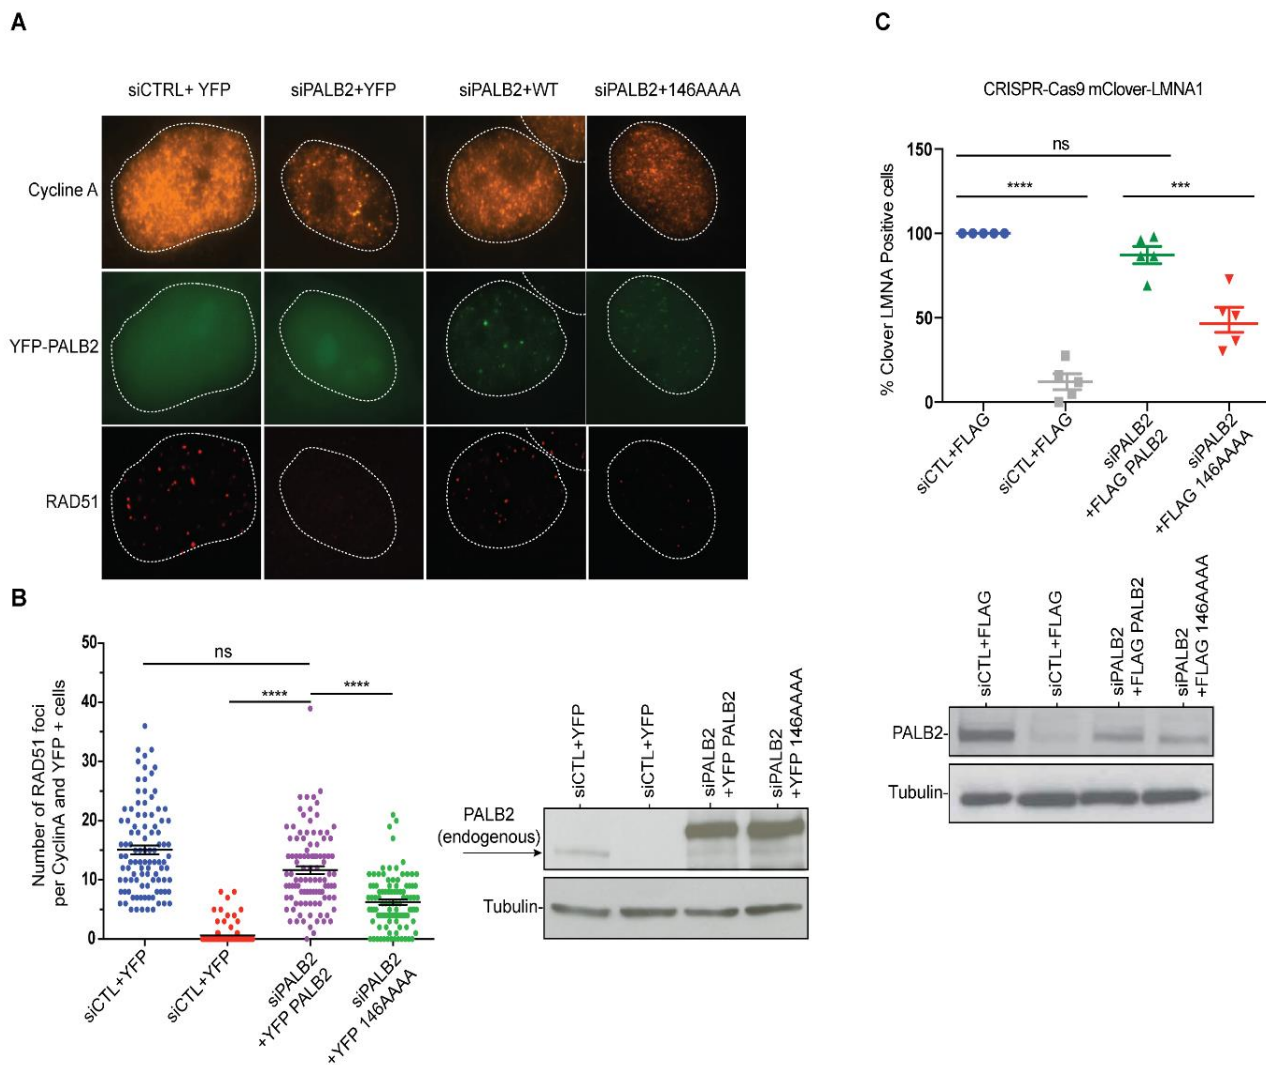 A
siCTRL+ YFP
siPALB2+YFP
siPALB2+WT
siPALB2+146AAAA
Cycline A
YFP-PALB2
RAD51
B
Number of RAD51 foci
per CyclinA and YFP + cells
50
40
30
20
10
0
ns
****
****
siCTL+YFP
siCTL+YFP
siPALB2
+YFP PALB2
siPALB2
+YFP 146AAAA
siCTL+YFP
siCTL+YFP
siPALB2
+YFP PALB2
siPALB2
+YFP 146AAAA
PALB2
(endogenous)
Tubulin-
C
CRISPR-Cas9 mClover-LMNA1
% Clover LMNA Positive cells
150
100
50
0
ns
****
***
siCTL+FLAG
siCTL+FLAG
siPALB2
+FLAG PALB2
siPALB2
+FLAG 146AAAA
siCTL+FLAG
siCTL+FLAG
siPALB2
+FLAG PALB2
siPALB2
+FLAG 146AAAA
PALB2-
Tubulin-